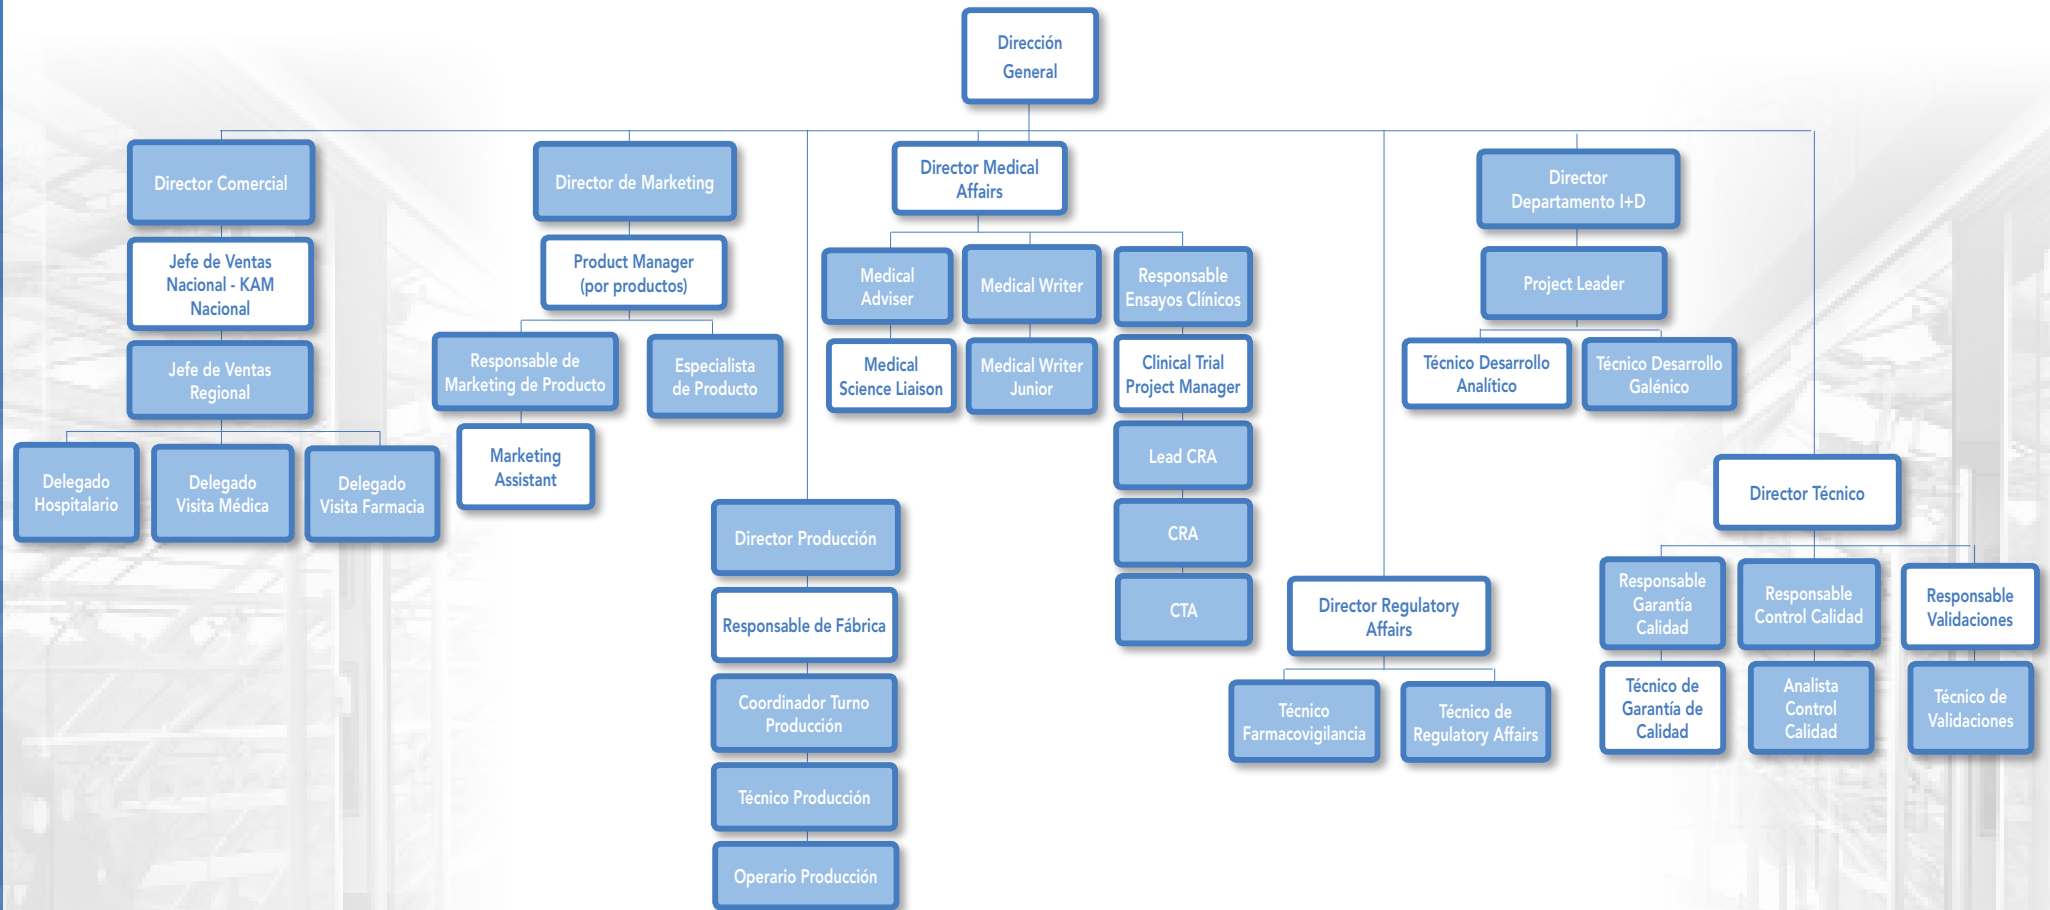 Dirección
General
Director Comercial
Jefe de Ventas
Nacional - KAM
Nacional
Jefe de Ventas
Regional
Delegado
Hospitalario
Delegado
Visita Médica
Delegado
Visita Farmacia
Director de Marketing
Product Manager
(por productos)
Responsable de
Marketing de Producto
Especialista
de Producto
Marketing
Assistant
Director Producción
Responsable de Fábrica
Coordinador Turno
Producción
Técnico Producción
Operario Producción
Director Medical
Affairs
Medical
Adviser
Medical
Science Liaison
Medical Writer
Medical Writer
Junior
Responsable
Ensayos Clínicos
Clinical Trial
Project Manager
Lead CRA
CRA
CTA
Director Regulatory
Affairs
Técnico
Farmacovigilancia
Técnico de
Regulatory Affairs
Director
Departamento I+D
Project Leader
Técnico Desarrollo
Analítico
Técnico Desarrollo
Galénico
Director Técnico
Responsable
Garantía
Calidad
Técnico de
Garantía de
Calidad
Responsable
Control Calidad
Analista
Control
Calidad
Responsable
Validaciones
Técnico de
Validaciones